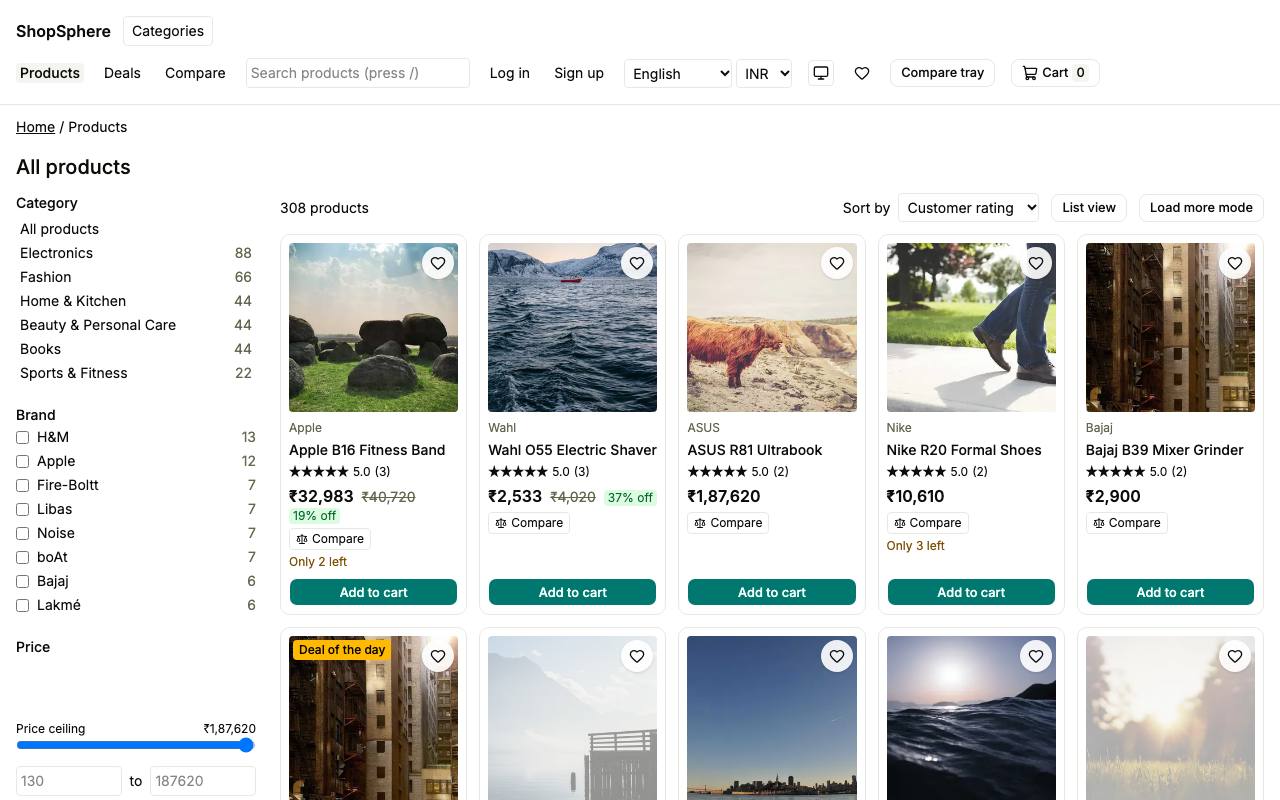 ShopSphere
Categories
Products
Deals
Compare
Search products (press /)
Log in
Sign up
English
INR
Compare tray
Cart 0
Home / Products
All products
Category
All products
Electronics 88
Fashion 66
Home & Kitchen 44
Beauty & Personal Care 44
Books 44
Sports & Fitness 22
Brand
H&M 13
Apple 12
Fire-Boltt 7
Libas 7
Noise 7
boAt 7
Bajaj 6
Lakmé 6
Price
Price ceiling ₹1,87,620
130 to 187620
308 products
Sort by Customer rating
List view
Load more mode
Apple
Apple B16 Fitness Band
★★★★★ 5.0 (3)
₹32,983 ₹40,720
19% off
Compare
Only 2 left
Add to cart
Wahl
Wahl O55 Electric Shaver
★★★★★ 5.0 (3)
₹2,533 ₹4,020 37% off
Compare
Add to cart
ASUS
ASUS R81 Ultrabook
★★★★★ 5.0 (2)
₹1,87,620
Compare
Add to cart
Nike
Nike R20 Formal Shoes
★★★★★ 5.0 (2)
₹10,610
Compare
Only 3 left
Add to cart
Bajaj
Bajaj B39 Mixer Grinder
★★★★★ 5.0 (2)
₹2,900
Compare
Add to cart
Deal of the day